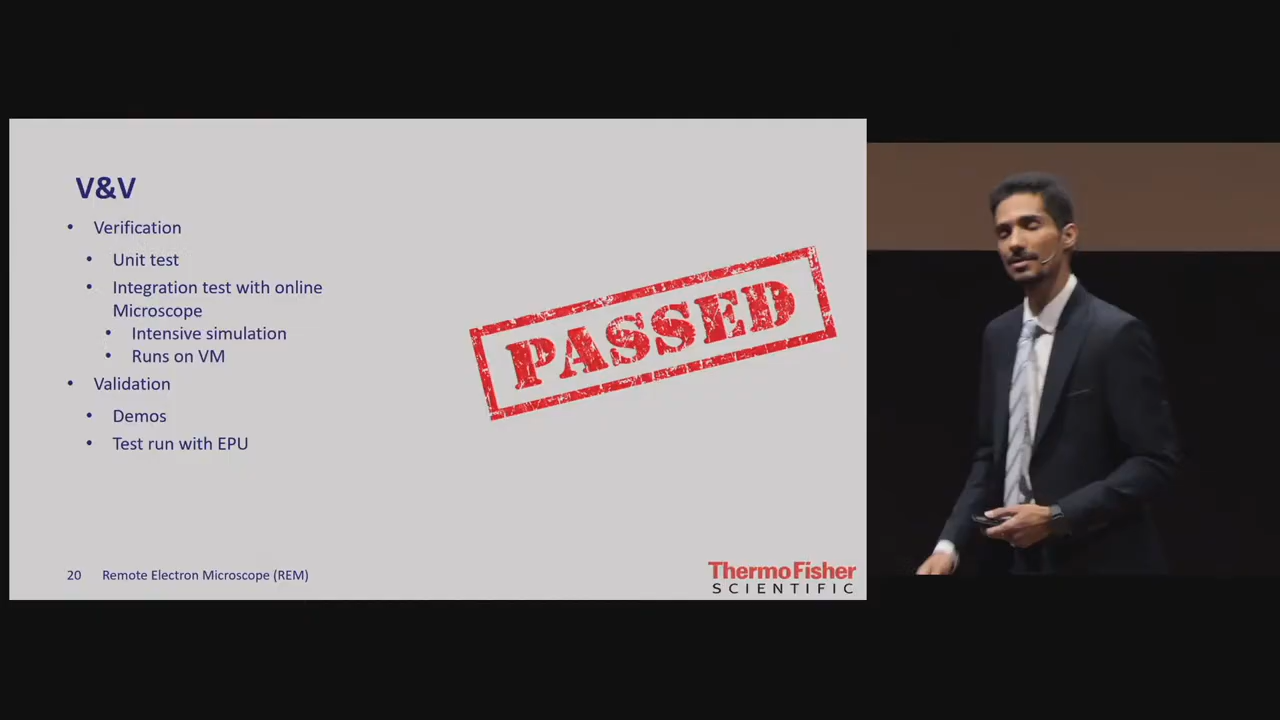 V&V
• Verification
• Unit test
• Integration test with online
Microscope
• Intensive simulation
• Runs on VM
• Validation
• Demos
• Test run with EPU
PASSED
20 Remote Electron Microscope (REM)
ThermoFisher
SCIENTIFIC